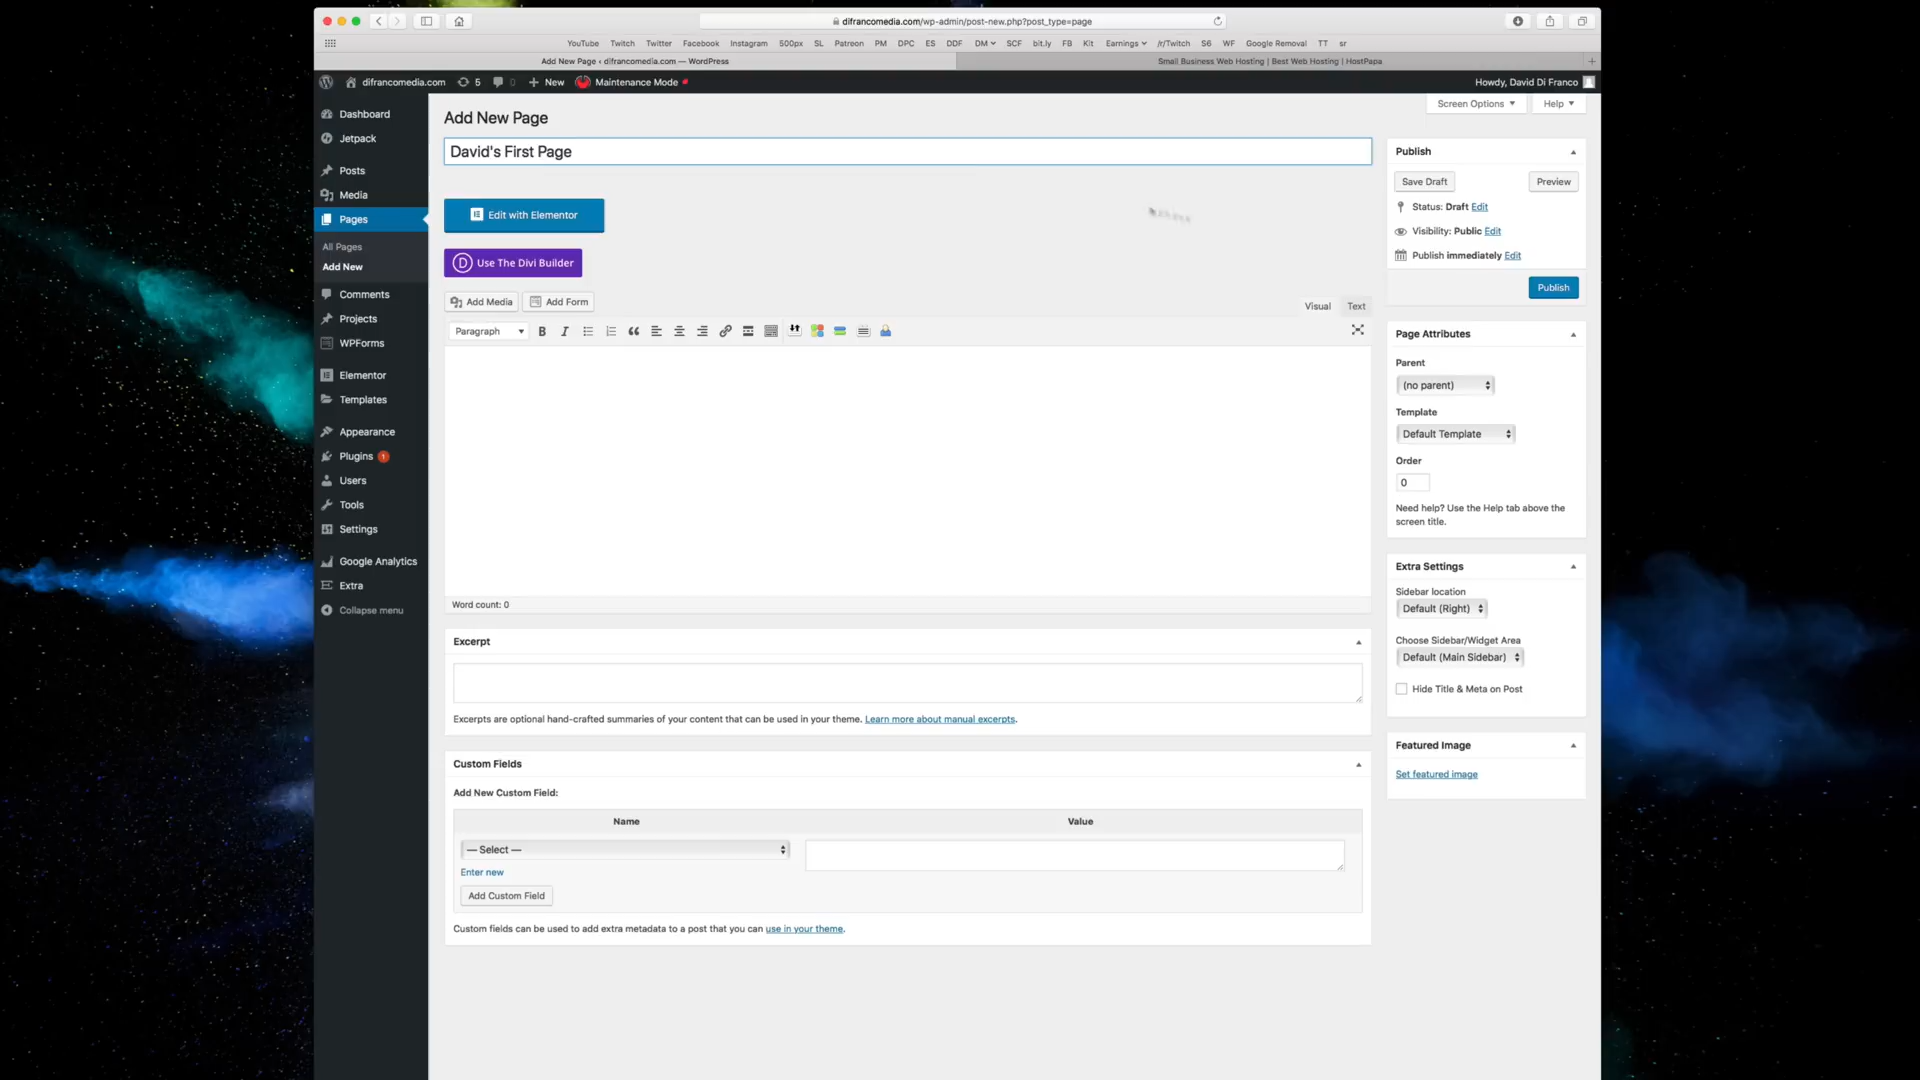 difrancomedia.com/wp-admin/post-new.php?post_type=page
YouTube Twitch Twitter Facebook Instagram 500px SL Patreon PM DPC ES DDF DM SCF bit.ly FB Kit Earnings /r/Twitch S6 WF Google Removal TT sr
Add New Page ‹ difrancomedia.com — WordPress
Small Business Web Hosting | Best Web Hosting | HostPapa
difrancomedia.com 5 0 New Maintenance Mode
Howdy, David Di Franco
Dashboard
Jetpack
Posts
Media
Pages
All Pages
Add New
Comments
Projects
WPForms
Elementor
Templates
Appearance
Plugins 1
Users
Tools
Settings
Google Analytics
Extra
Collapse menu
Screen Options
Help
Add New Page
David's First Page
Edit with Elementor
D Use The Divi Builder
Add Media
Add Form
Visual
Text
Paragraph
Word count: 0
Excerpt
Excerpts are optional hand-crafted summaries of your content that can be used in your theme. Learn more about manual excerpts.
Custom Fields
Add New Custom Field:
Name
Value
— Select —
Enter new
Add Custom Field
Custom fields can be used to add extra metadata to a post that you can use in your theme.
Publish
Save Draft
Preview
Status: Draft Edit
Visibility: Public Edit
Publish immediately Edit
Publish
Page Attributes
Parent
(no parent)
Template
Default Template
Order
0
Need help? Use the Help tab above the
screen title.
Extra Settings
Sidebar location
Default (Right)
Choose Sidebar/Widget Area
Default (Main Sidebar)
Hide Title & Meta on Post
Featured Image
Set featured image